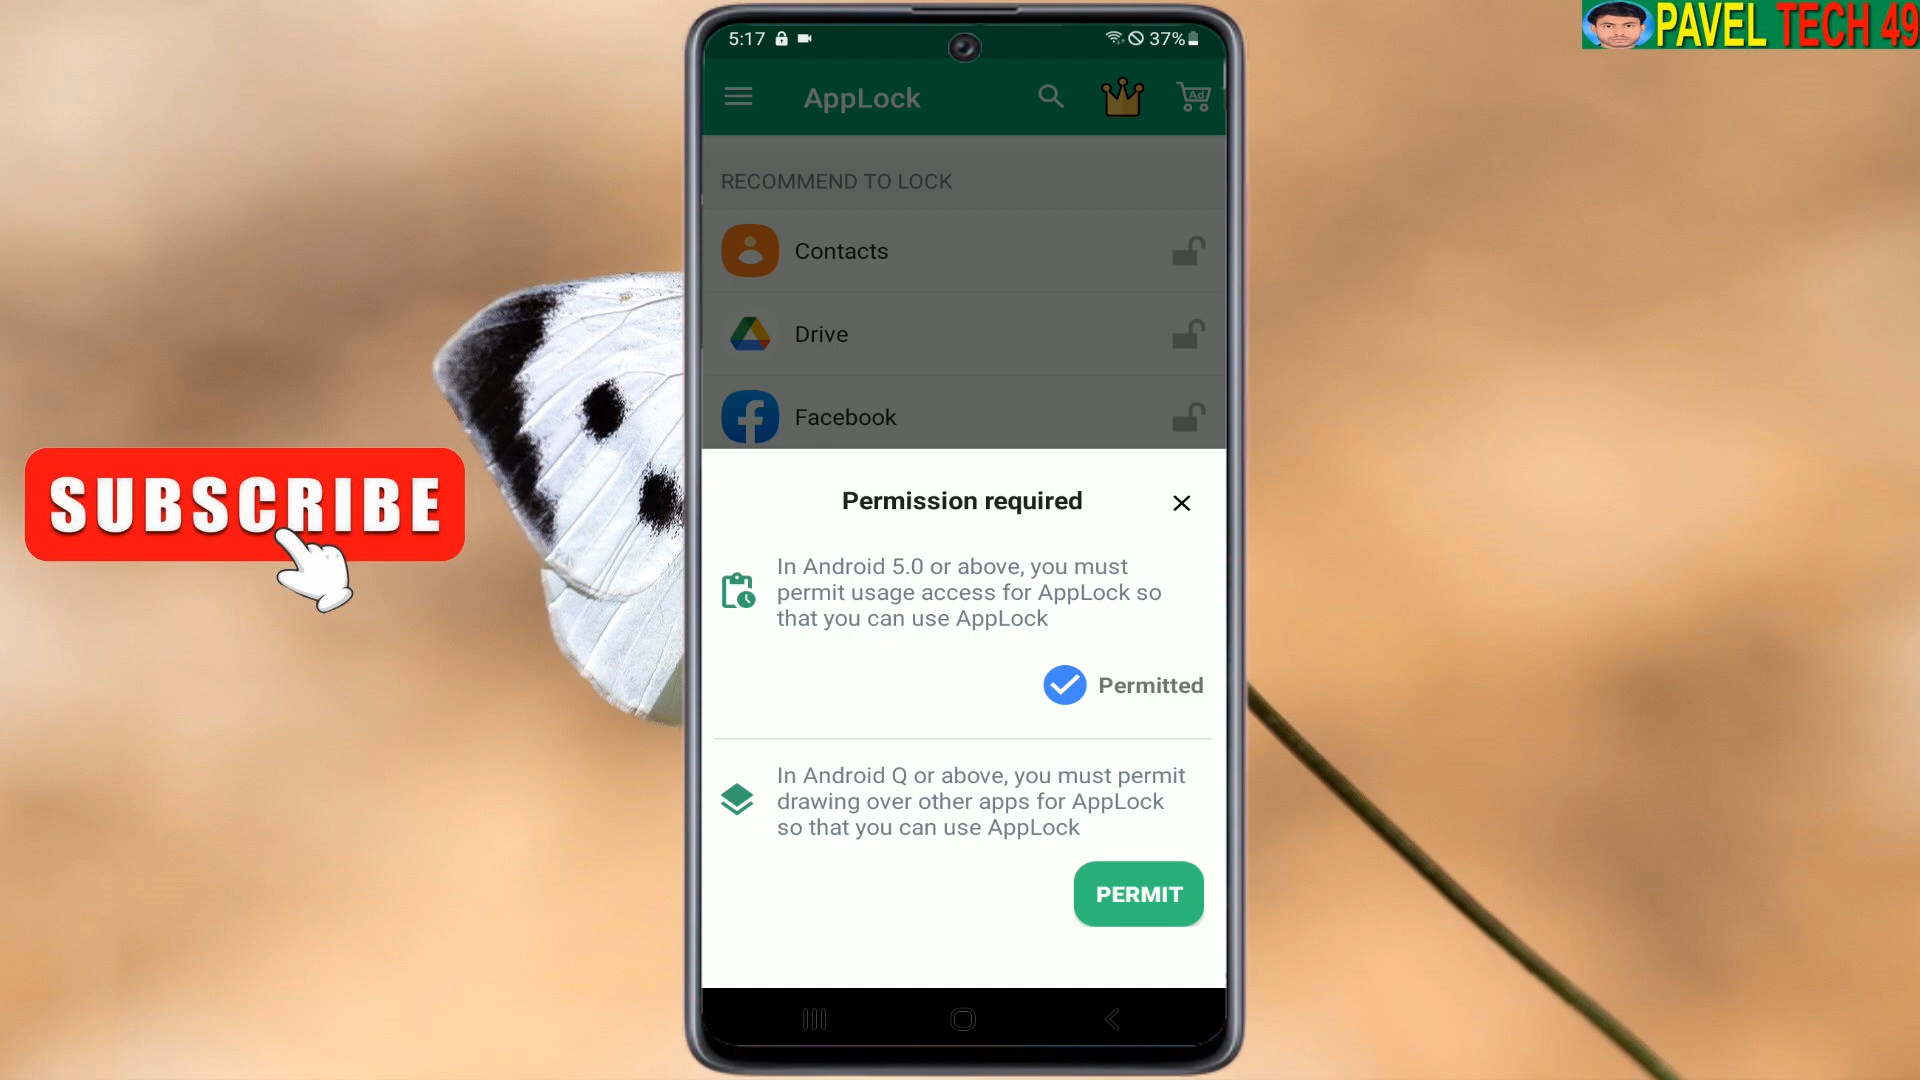 PAVEL TECH 49
5:17
37%
AppLock
Ad
RECOMMEND TO LOCK
Contacts
Drive
Facebook
SUBSCRIBE
Permission required
In Android 5.0 or above, you must
permit usage access for AppLock so
that you can use AppLock
Permitted
In Android Q or above, you must permit
drawing over other apps for AppLock
so that you can use AppLock
PERMIT